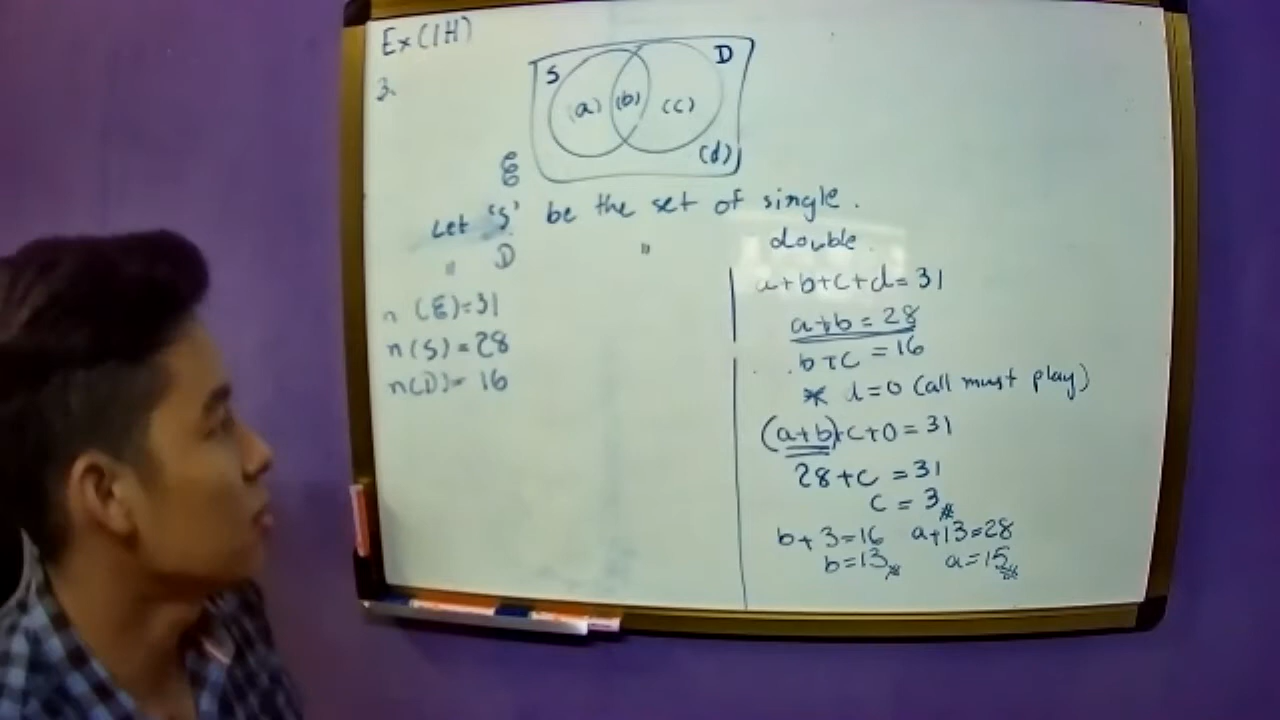 Ex (1H)
3.
S D
(a) (b) (c)
(d)
ξ
Let 'S' be the set of single.
" D " double.
n (ξ)=31
n(S) = 28
n(D)= 16
a+b+c+d=31
a+b = 28
b+c = 16
* d=0 (all must play)
(a+b)+c+0=31
28+c = 31
c = 3
b+3=16 a+13=28
b=13 a=15